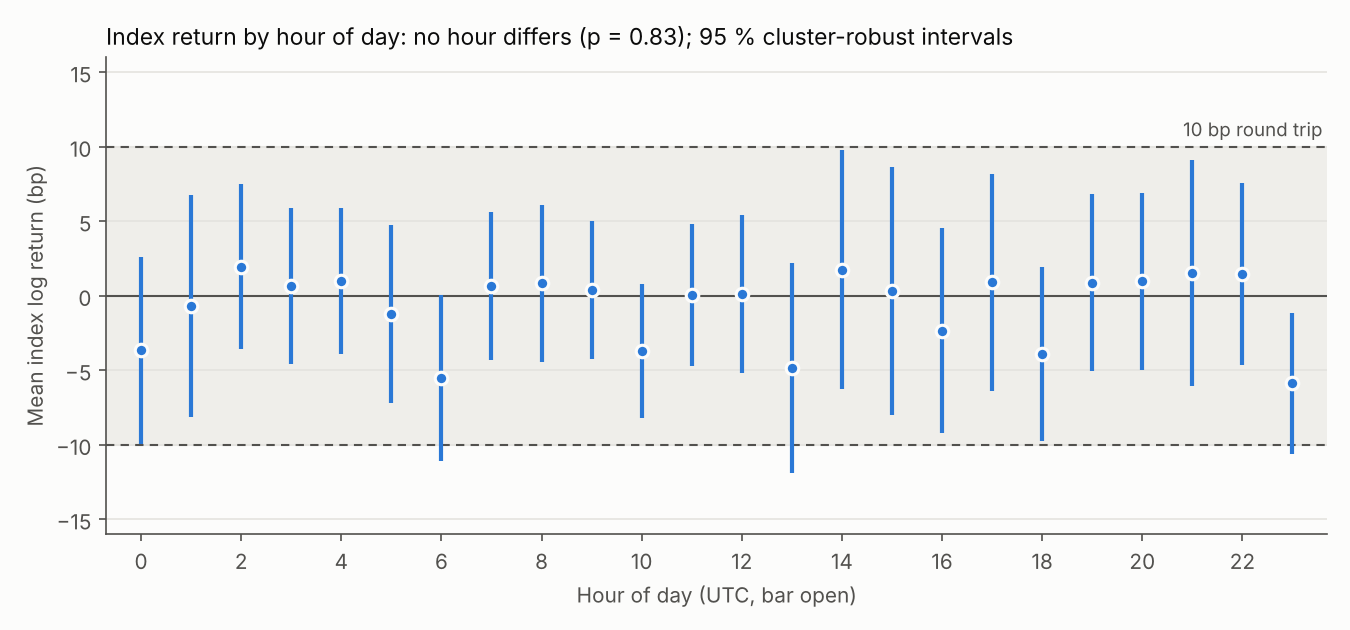 Index return by hour of day: no hour differs (p = 0.83); 95 % cluster-robust intervals
15
10 bp round trip
10
5
0
−5
−10
−15
Mean index log return (bp)
0 2 4 6 8 10 12 14 16 18 20 22
Hour of day (UTC, bar open)